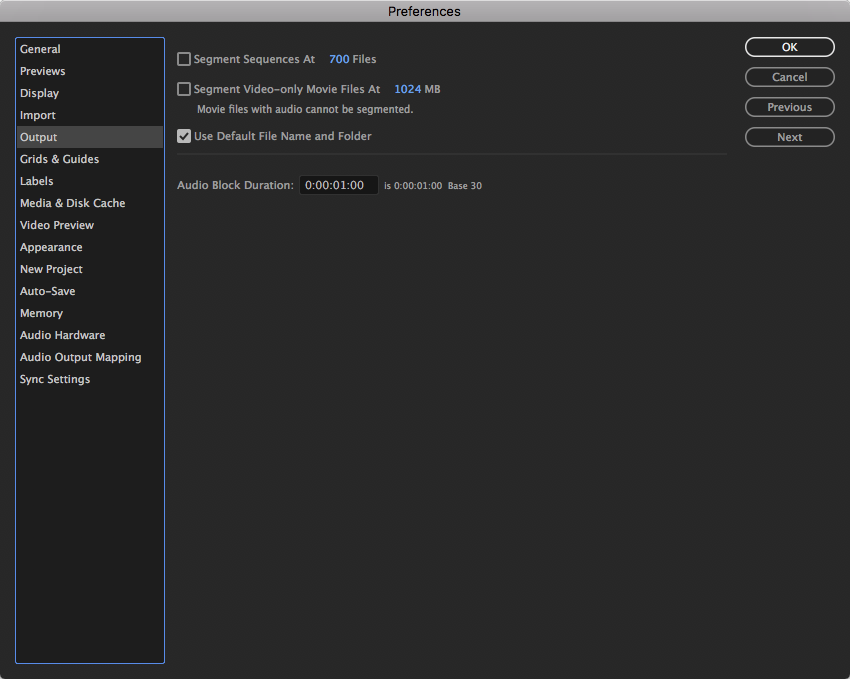 Preferences
General
Previews
Display
Import
Output
Grids & Guides
Labels
Media & Disk Cache
Video Preview
Appearance
New Project
Auto-Save
Memory
Audio Hardware
Audio Output Mapping
Sync Settings
Segment Sequences At 700 Files
Segment Video-only Movie Files At 1024 MB
Movie files with audio cannot be segmented.
Use Default File Name and Folder
Audio Block Duration: 0:00:01:00 is 0:00:01:00 Base 30
OK
Cancel
Previous
Next